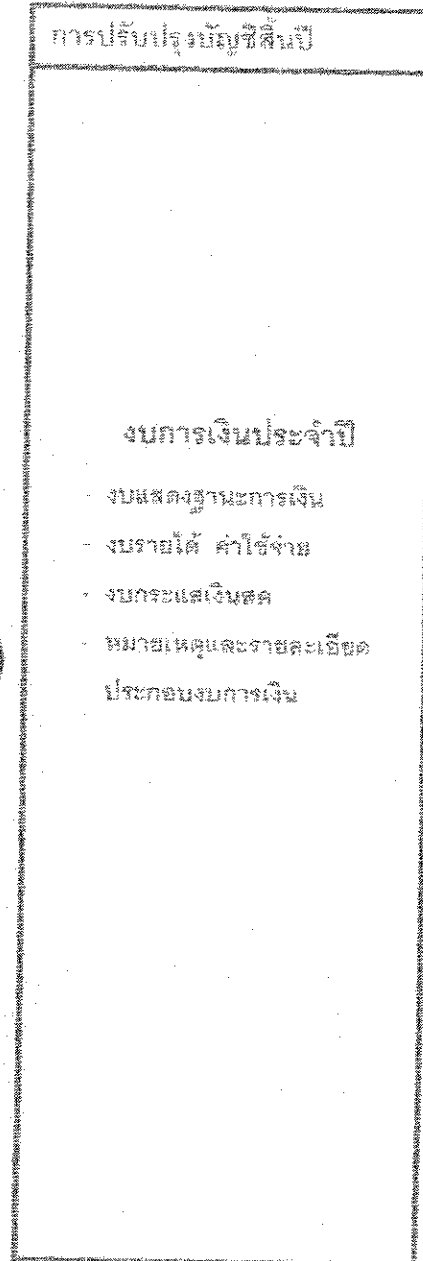 การปรับปรุงบัญชีสิ้นปี
งบการเงินประจำปี
- งบแสดงฐานะการเงิน
- งบรายได้ ค่าใช้จ่าย
- งบกระแสเงินสด
- หมายเหตุและรายละเอียด
ประกอบงบการเงิน